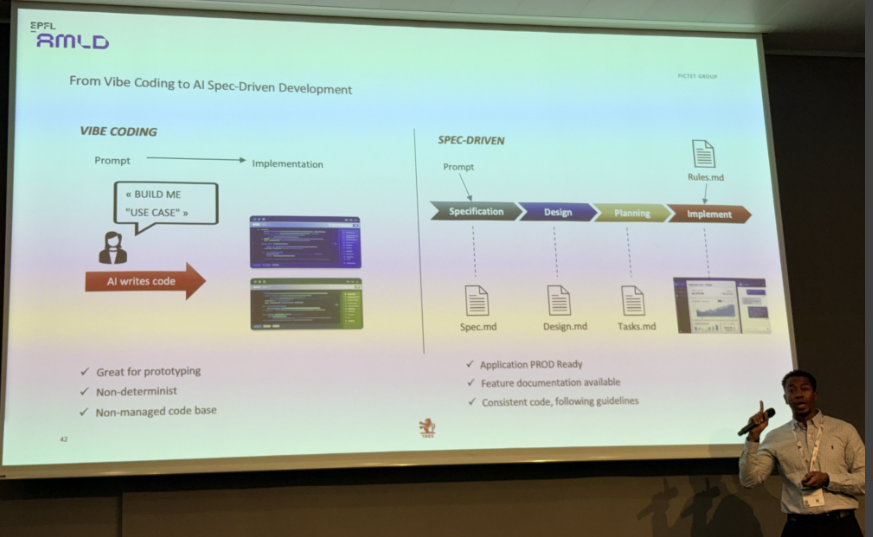 EPFL
AMLD
From Vibe Coding to AI Spec-Driven Development
PICTET GROUP
VIBE CODING
Prompt
Implementation
« BUILD ME
"USE CASE" »
AI writes code
✓ Great for prototyping
✓ Non-determinist
✓ Non-managed code base
42
SPEC-DRIVEN
Prompt
Rules.md
Specification
Design
Planning
Implement
Spec.md
Design.md
Tasks.md
✓ Application PROD Ready
✓ Feature documentation available
✓ Consistent code, following guidelines